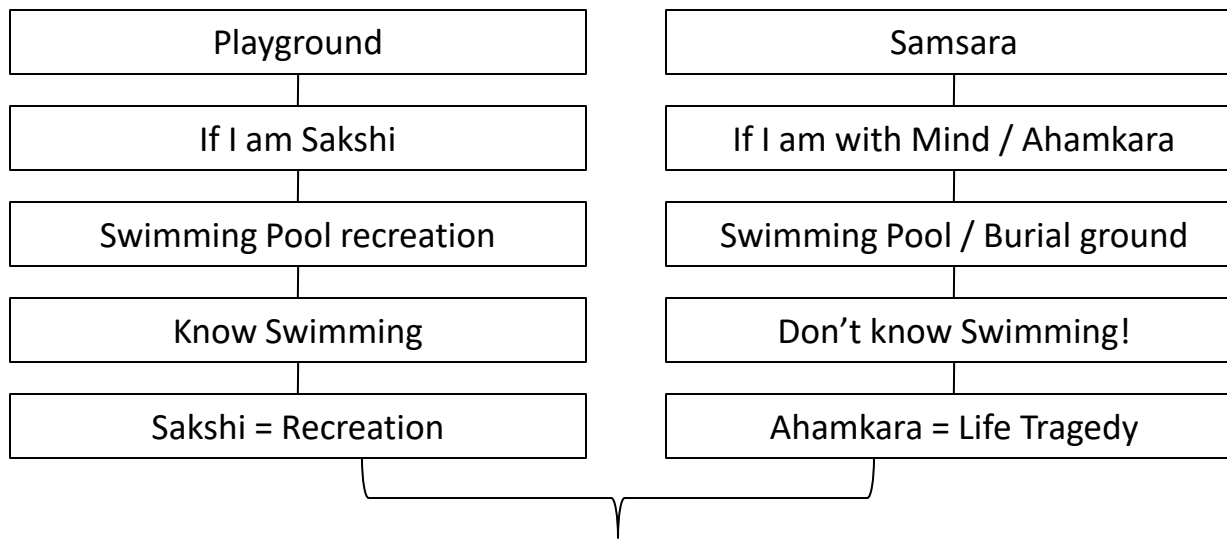 Playground
If I am Sakshi
Swimming Pool recreation
Know Swimming
Sakshi = Recreation
Samsara
If I am with Mind / Ahamkara
Swimming Pool / Burial ground
Don’t know Swimming!
Ahamkara = Life Tragedy